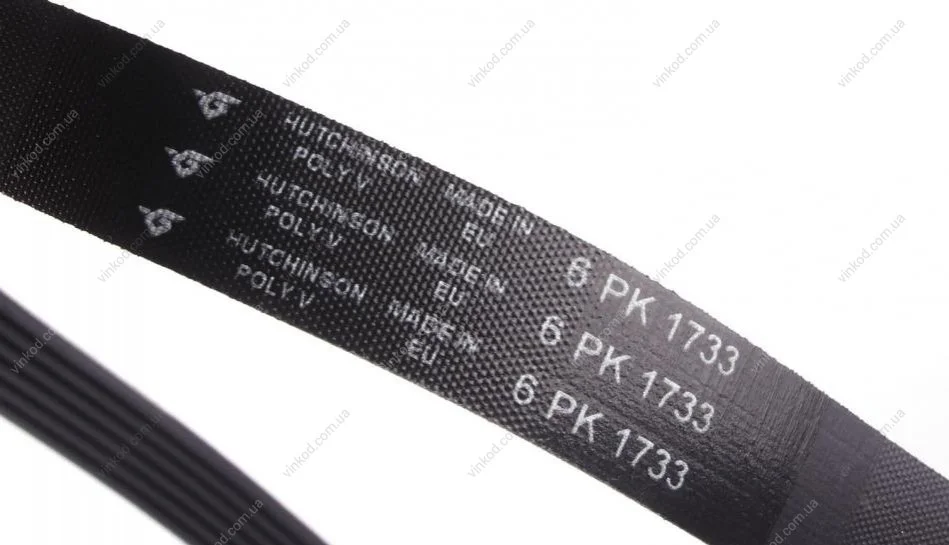 HUTCHINSON
POLY V
MADE IN
EU
6 PK 1733
HUTCHINSON
POLY V
MADE IN
EU
6 PK 1733
HUTCHINSON
POLY V
MADE IN
EU
6 PK 1733
vinkod.com.ua